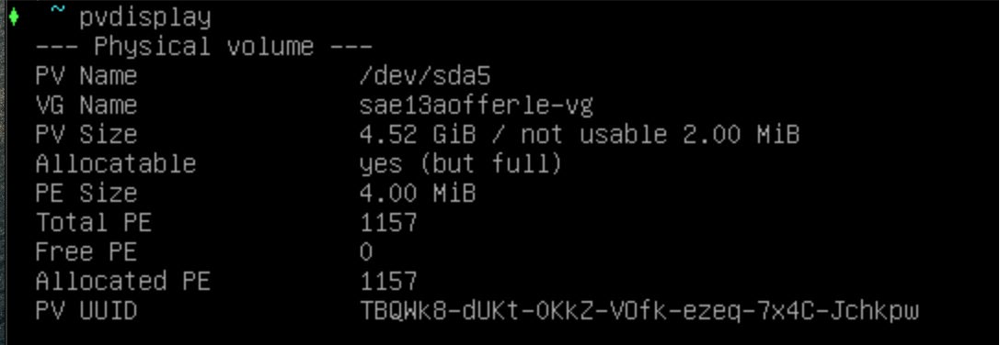 ~ pvdisplay
--- Physical volume ---
PV Name /dev/sda5
VG Name sae13aofferle-vg
PV Size 4.52 GiB / not usable 2.00 MiB
Allocatable yes (but full)
PE Size 4.00 MiB
Total PE 1157
Free PE 0
Allocated PE 1157
PV UUID TBQWk8-dUKt-0KkZ-VOfk-ezeq-7x4C-Jchkpw